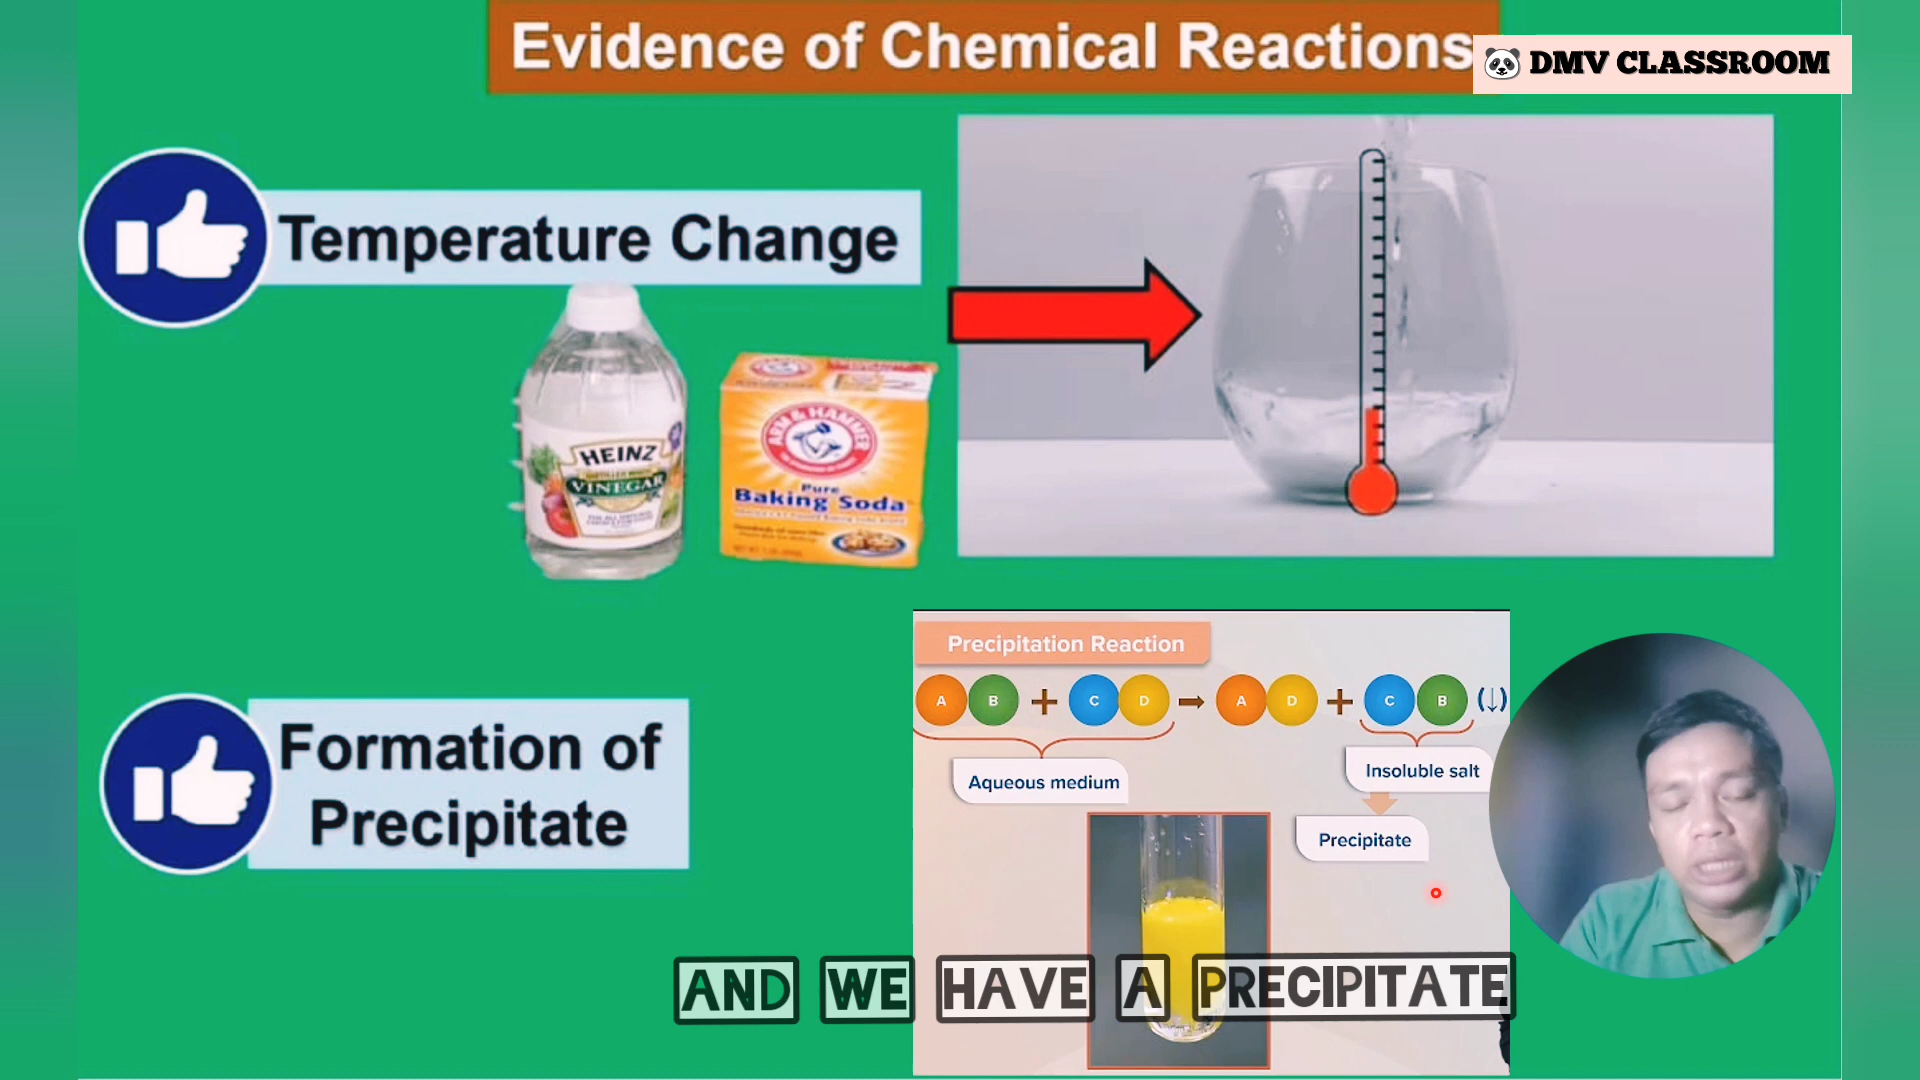 Evidence of Chemical Reactions
DMV CLASSROOM
Temperature Change
HEINZ
VINEGAR
ARM & HAMMER
Pure
Baking Soda
Precipitation Reaction
A B + C D → A D + C B (↓)
Aqueous medium
Insoluble salt
Precipitate
Formation of
Precipitate
AND WE HAVE A PRECIPITATE